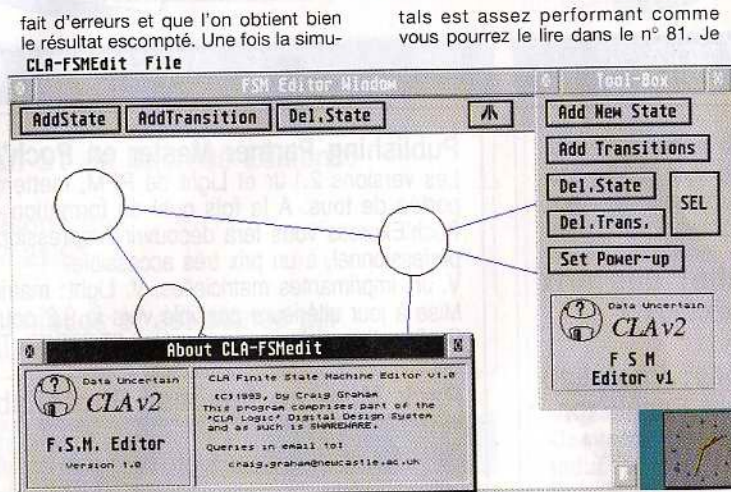 fait d'erreurs et que l'on obtient bien
le résultat escompté. Une fois la simu-
tals est assez performant comme
vous pourrez le lire dans le n° 81. Je
CLA-FSMEdit File
FSM Editor Window
AddState AddTransition Del.State
Tool-Box
Add New State
Add Transitions
Del.State
SEL
Del.Trans.
Set Power-up
?
Data Uncertain
CLAv2
F S M
Editor v1
About CLA-FSMedit
?
Data Uncertain
CLAv2
F.S.M. Editor
Version 1.0
CLA Finite State Machine Editor v1.0
(C)1993, by Craig Graham
This program comprises part of the
"CLA Logic" Digital Design System
and as such is SHAREWARE.
Queries in email to:
craig.graham@newcastle.ac.uk